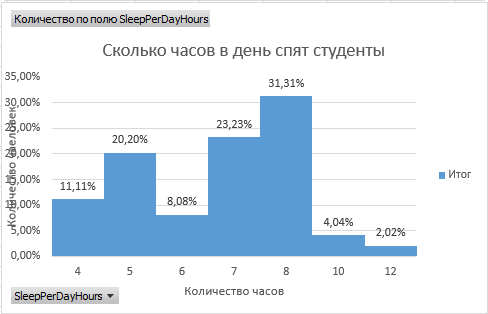 Количество по полю SleepPerDayHours
Сколько часов в день спят студенты
Количество человек
35,00%
30,00%
25,00%
20,00%
15,00%
10,00%
5,00%
0,00%
11,11%
20,20%
8,08%
23,23%
31,31%
4,04%
2,02%
4 5 6 7 8 10 12
Количество часов
Итог
SleepPerDayHours